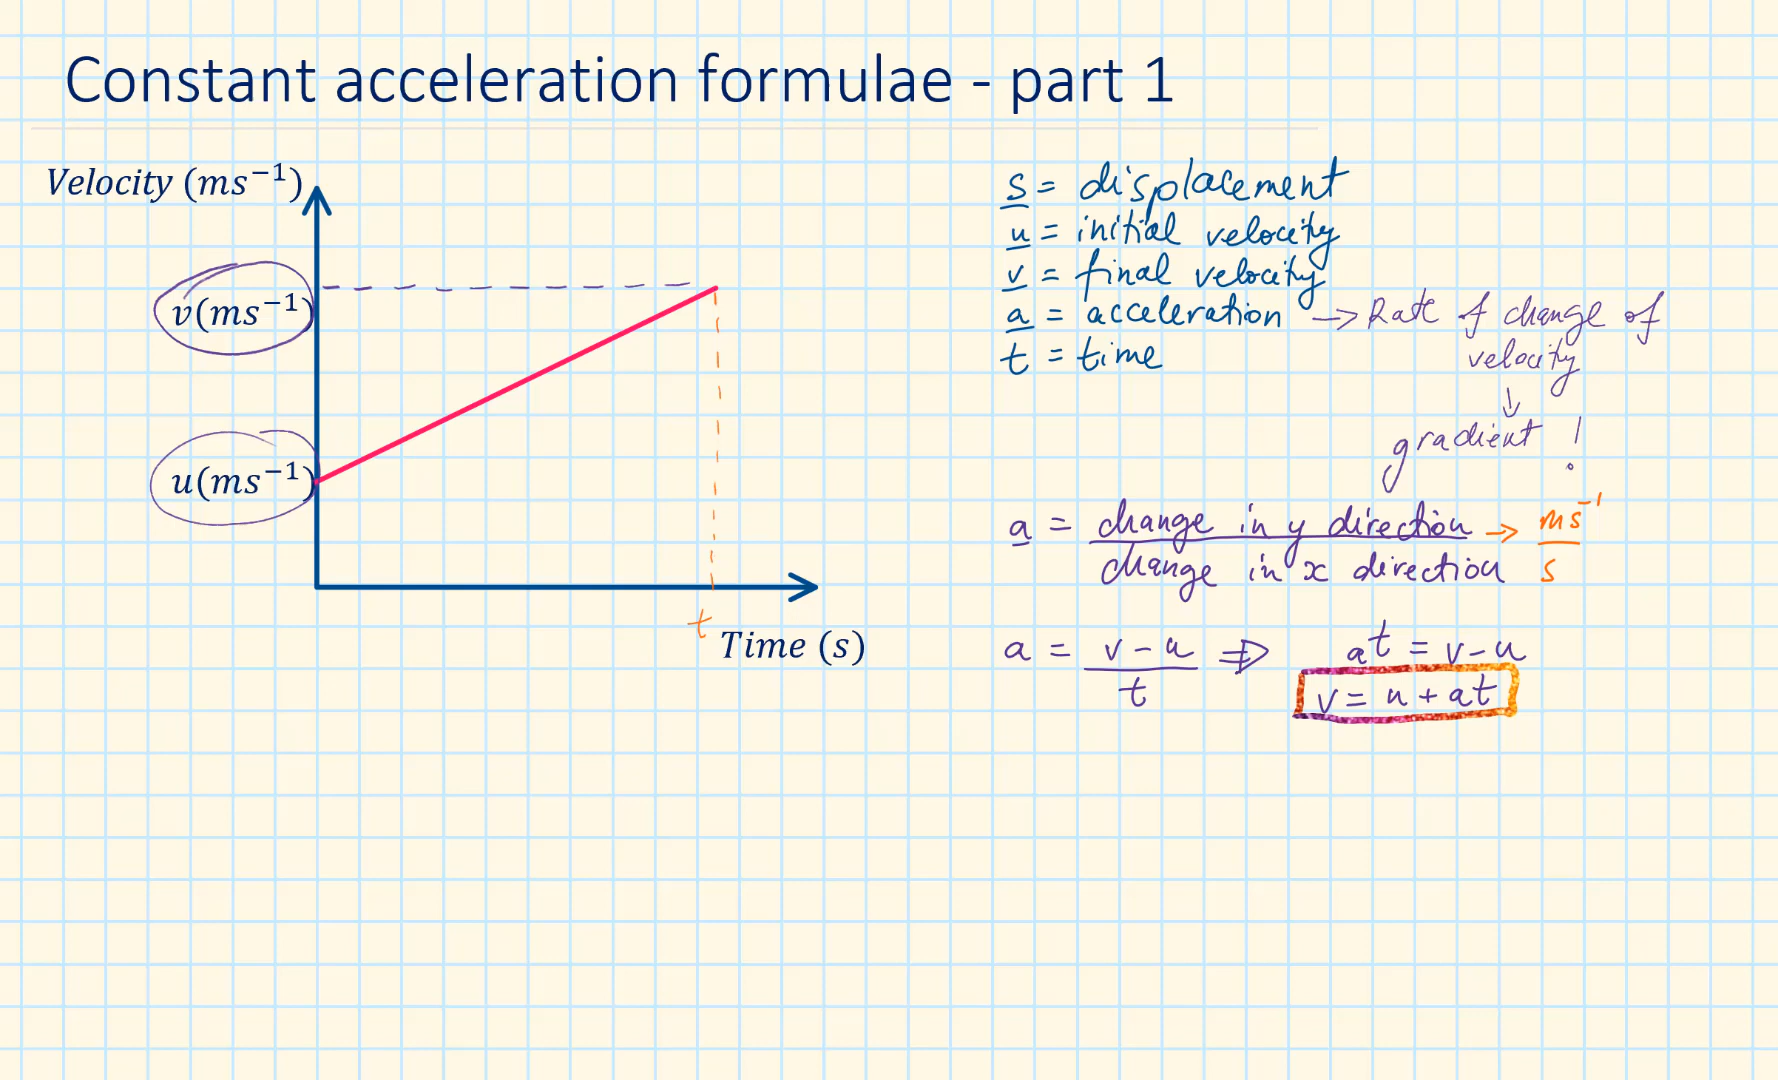 Constant acceleration formulae - part 1
Velocity (ms⁻¹)
v(ms⁻¹)
u(ms⁻¹)
t
Time (s)
s = displacement
u = initial velocity
v = final velocity
a = acceleration → Rate of change of
velocity
↓
gradient !
t = time
a = change in y direction → ms⁻¹
change in x direction s
a = v - u ⇒ at = v - u
t
v = u + at